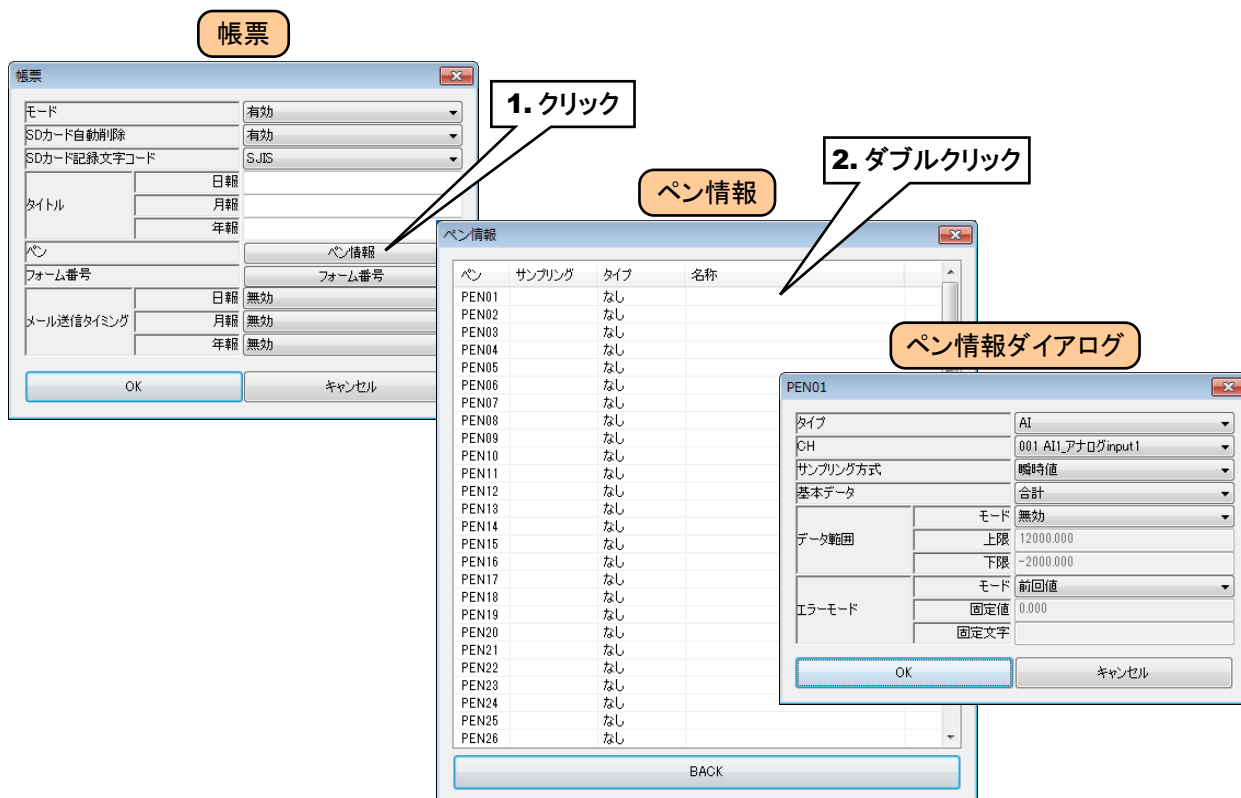 帳票
帳票
モード 有効
SDカード自動削除 有効
SDカード記録文字コード SJIS
タイトル 日報
月報
年報
ペン ペン情報
フォーム番号 フォーム番号
メール送信タイミング 日報 無効
月報 無効
年報 無効
OK キャンセル
1. クリック
ペン情報
2. ダブルクリック
ペン情報
ペン サンプリング タイプ 名称
PEN01 なし
PEN02 なし
PEN03 なし
PEN04 なし
PEN05 なし
PEN06 なし
PEN07 なし
PEN08 なし
PEN09 なし
PEN10 なし
PEN11 なし
PEN12 なし
PEN13 なし
PEN14 なし
PEN15 なし
PEN16 なし
PEN17 なし
PEN18 なし
PEN19 なし
PEN20 なし
PEN21 なし
PEN22 なし
PEN23 なし
PEN24 なし
PEN25 なし
PEN26 なし
BACK
ペン情報ダイアログ
PEN01
タイプ AI
CH 001 AI1_アナログinput1
サンプリング方式 瞬時値
基本データ 合計
データ範囲 モード 無効
上限 12000.000
下限 -2000.000
エラーモード モード 前回値
固定値 0.000
固定文字
OK キャンセル